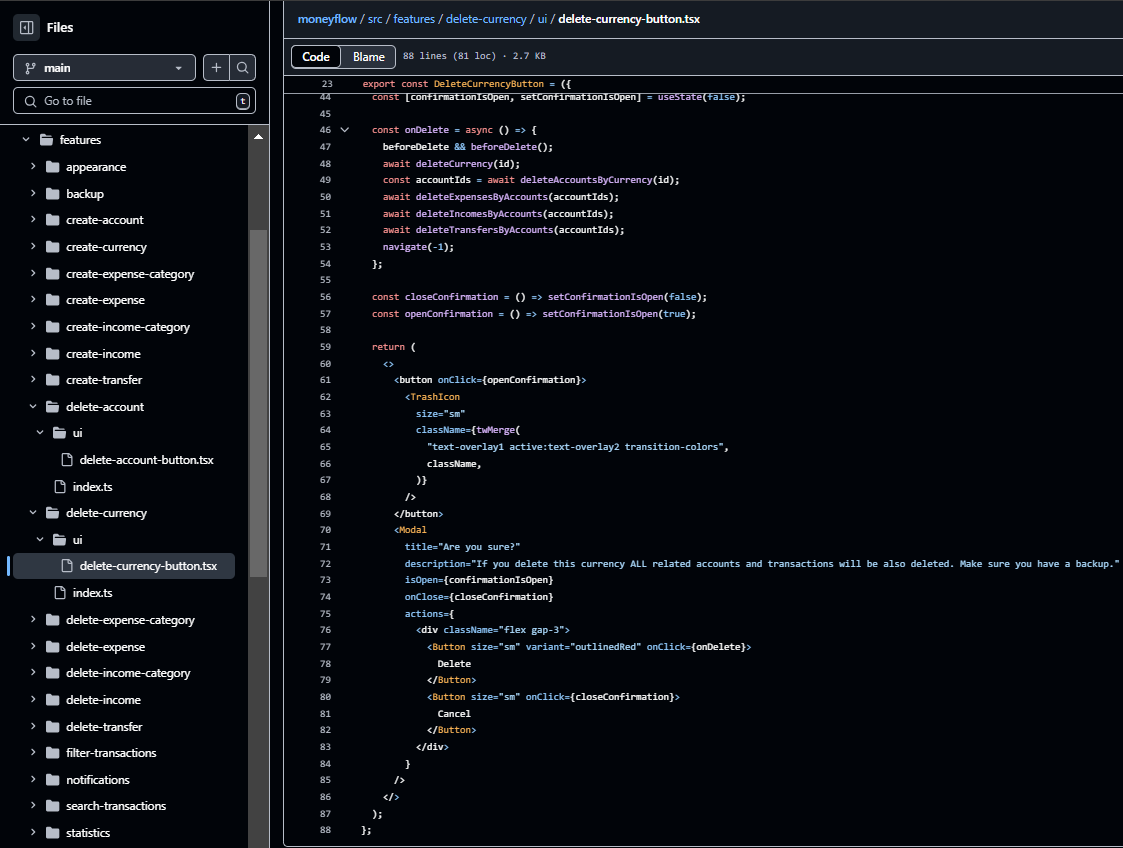 Files
main
Go to file
t
features
appearance
backup
create-account
create-currency
create-expense-category
create-expense
create-income-category
create-income
create-transfer
delete-account
ui
delete-account-button.tsx
index.ts
delete-currency
ui
delete-currency-button.tsx
index.ts
delete-expense-category
delete-expense
delete-income-category
delete-income
delete-transfer
filter-transactions
notifications
search-transactions
statistics
moneyflow / src / features / delete-currency / ui / delete-currency-button.tsx
Code Blame 88 lines (81 loc) · 2.7 KB
23 export const DeleteCurrencyButton = ({
44 const [confirmationIsOpen, setConfirmationIsOpen] = useState(false);
45
46 const onDelete = async () => {
47 beforeDelete && beforeDelete();
48 await deleteCurrency(id);
49 const accountIds = await deleteAccountsByCurrency(id);
50 await deleteExpensesByAccounts(accountIds);
51 await deleteIncomesByAccounts(accountIds);
52 await deleteTransfersByAccounts(accountIds);
53 navigate(-1);
54 };
55
56 const closeConfirmation = () => setConfirmationIsOpen(false);
57 const openConfirmation = () => setConfirmationIsOpen(true);
58
59 return (
60 <>
61 <button onClick={openConfirmation}>
62 <TrashIcon
63 size="sm"
64 className={twMerge(
65 "text-overlay1 active:text-overlay2 transition-colors",
66 className,
67 )}
68 />
69 </button>
70 <Modal
71 title="Are you sure?"
72 description="If you delete this currency ALL related accounts and transactions will be also deleted. Make sure you have a backup."
73 isOpen={confirmationIsOpen}
74 onClose={closeConfirmation}
75 actions={
76 <div className="flex gap-3">
77 <Button size="sm" variant="outlinedRed" onClick={onDelete}>
78 Delete
79 </Button>
80 <Button size="sm" onClick={closeConfirmation}>
81 Cancel
82 </Button>
83 </div>
84 }
85 />
86 </>
87 );
88 };